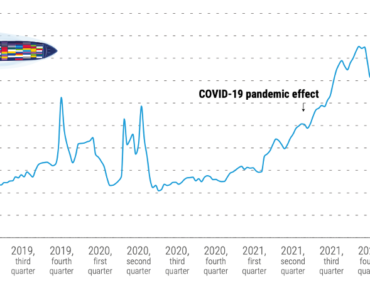 COVID-19 pandemic effect
2019,
third
quarter
2019,
fourth
quarter
2020,
first
quarter
2020,
second
quarter
2020,
third
quarter
2020,
fourth
quarter
2021,
first
quarter
2021,
second
quarter
2021,
third
quarter